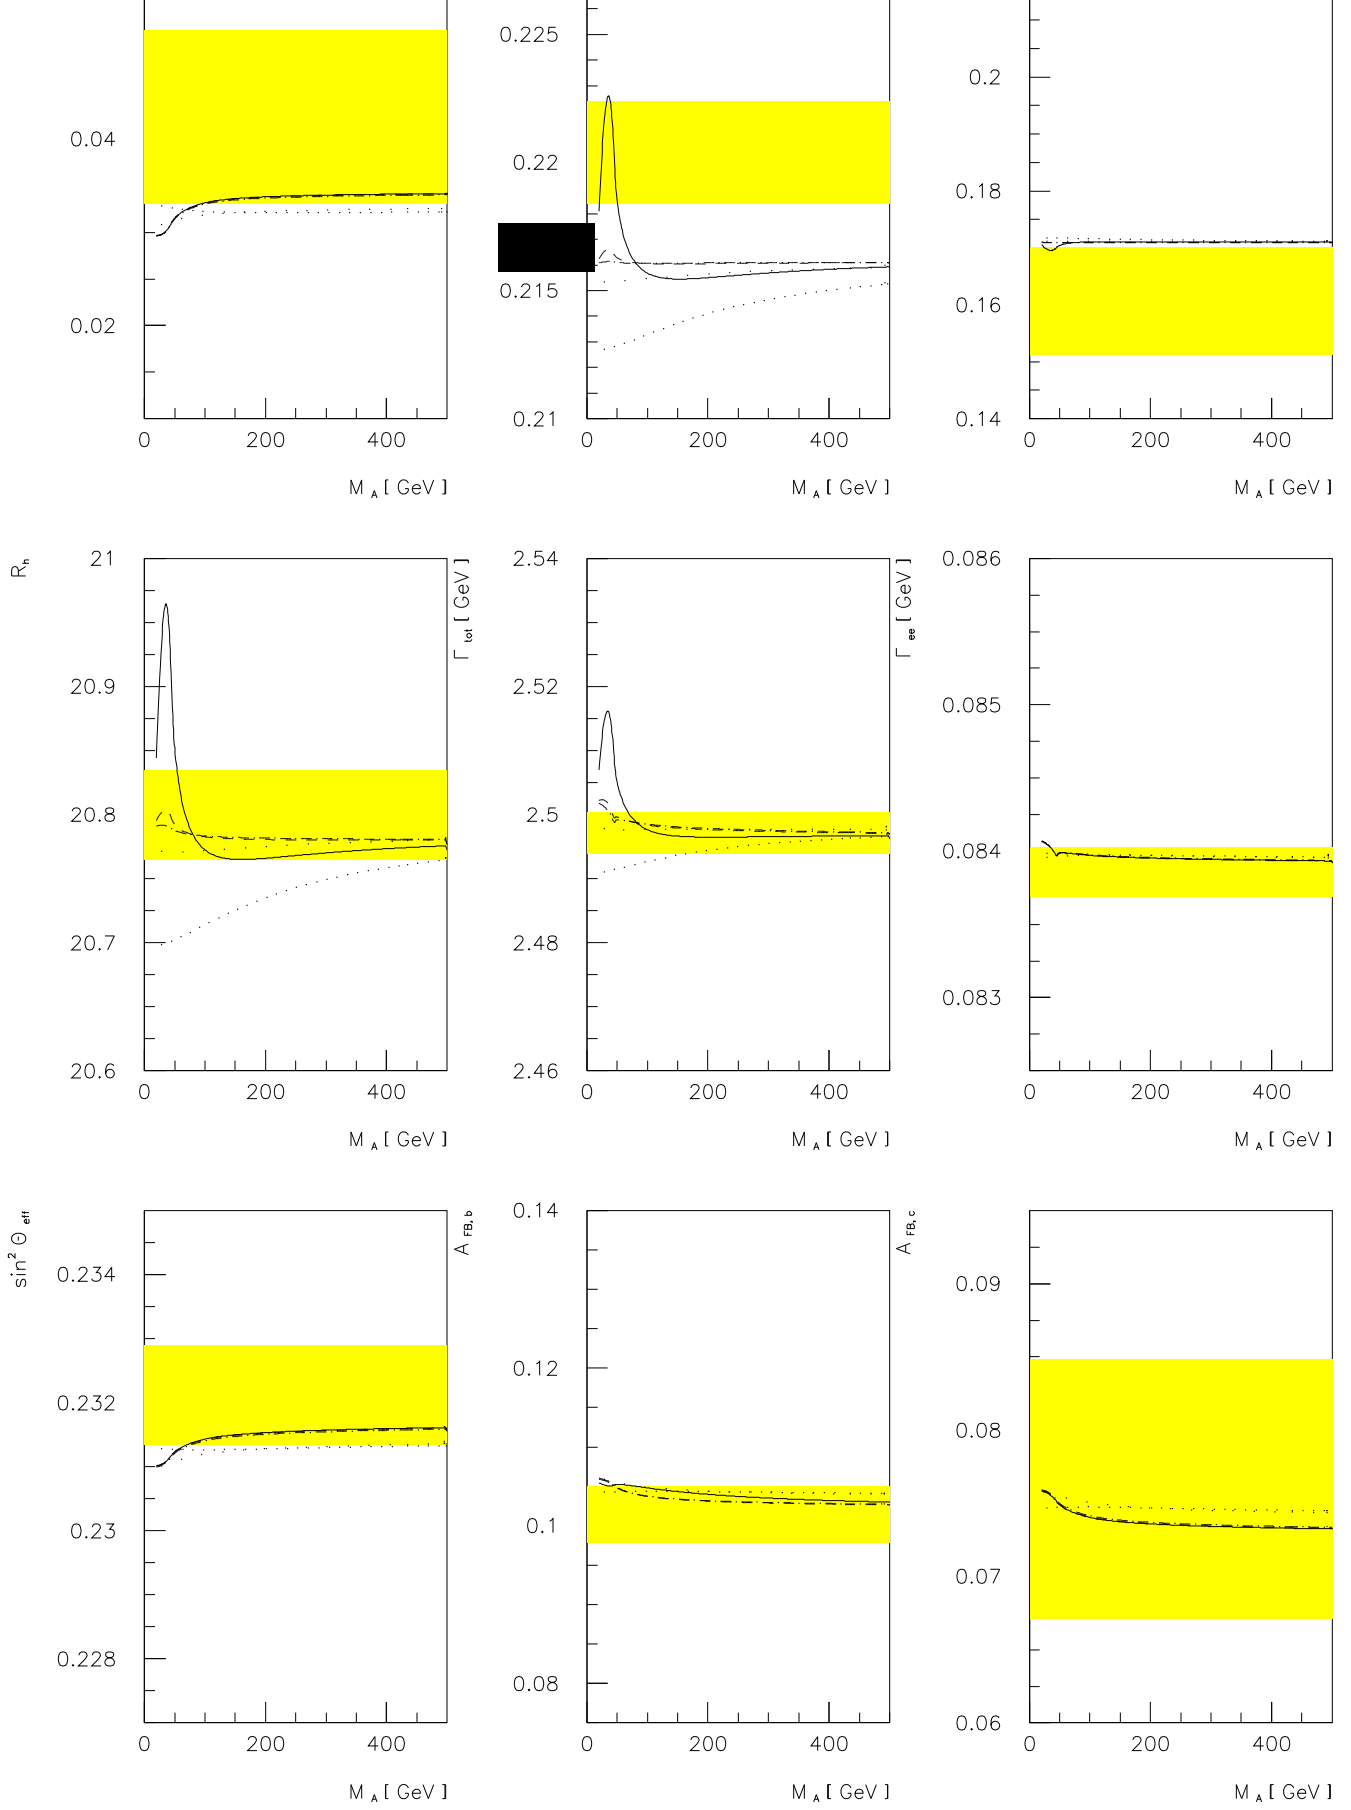 0.04
0.02
0 200 400
M A [ GeV ]
0.225
0.22
0.215
0.21
0 200 400
M A [ GeV ]
0.2
0.18
0.16
0.14
0 200 400
M A [ GeV ]
R h
21
20.9
20.8
20.7
20.6
0 200 400
M A [ GeV ]
Γ tot [ GeV ]
2.54
2.52
2.5
2.48
2.46
0 200 400
M A [ GeV ]
Γ ee [ GeV ]
0.086
0.085
0.084
0.083
0 200 400
M A [ GeV ]
sin² Θ eff
0.234
0.232
0.23
0.228
0 200 400
M A [ GeV ]
A FB, b
0.14
0.12
0.1
0.08
0 200 400
M A [ GeV ]
A FB, c
0.09
0.08
0.07
0.06
0 200 400
M A [ GeV ]